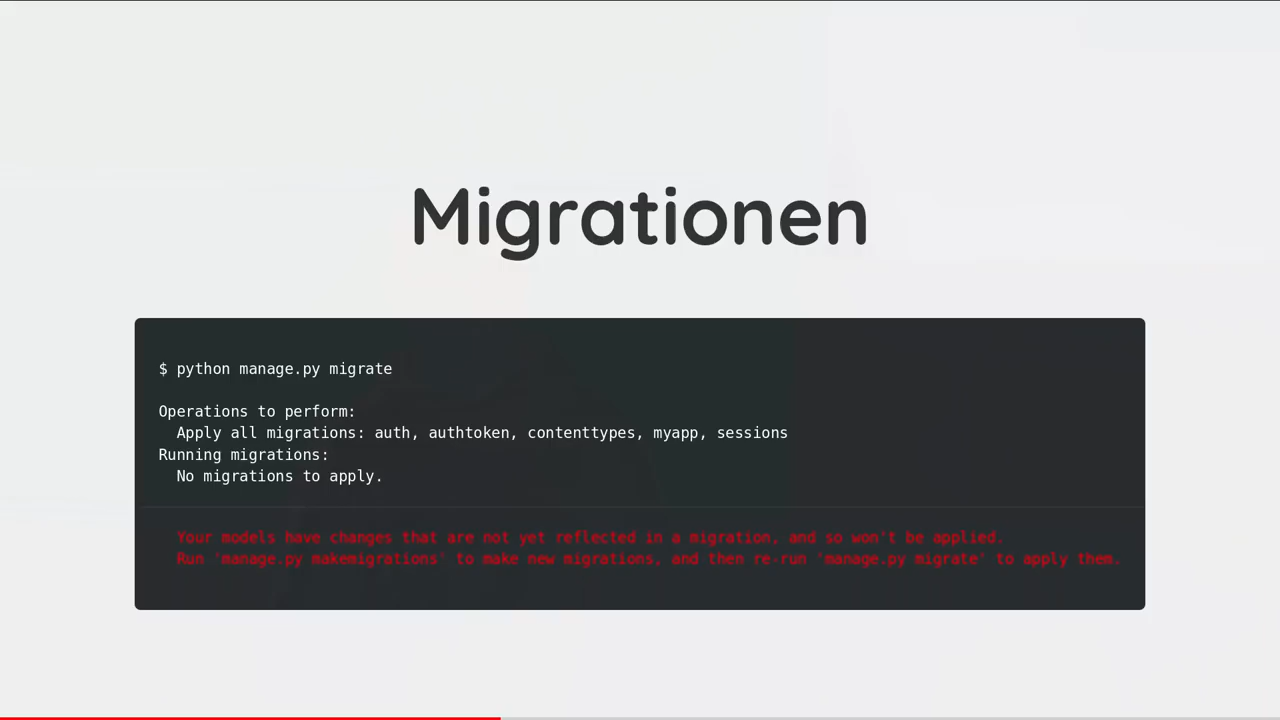 Migrationen
$ python manage.py migrate
Operations to perform:
Apply all migrations: auth, authtoken, contenttypes, myapp, sessions
Running migrations:
No migrations to apply.
Your models have changes that are not yet reflected in a migration, and so won't be applied.
Run 'manage.py makemigrations' to make new migrations, and then re-run 'manage.py migrate' to apply them.